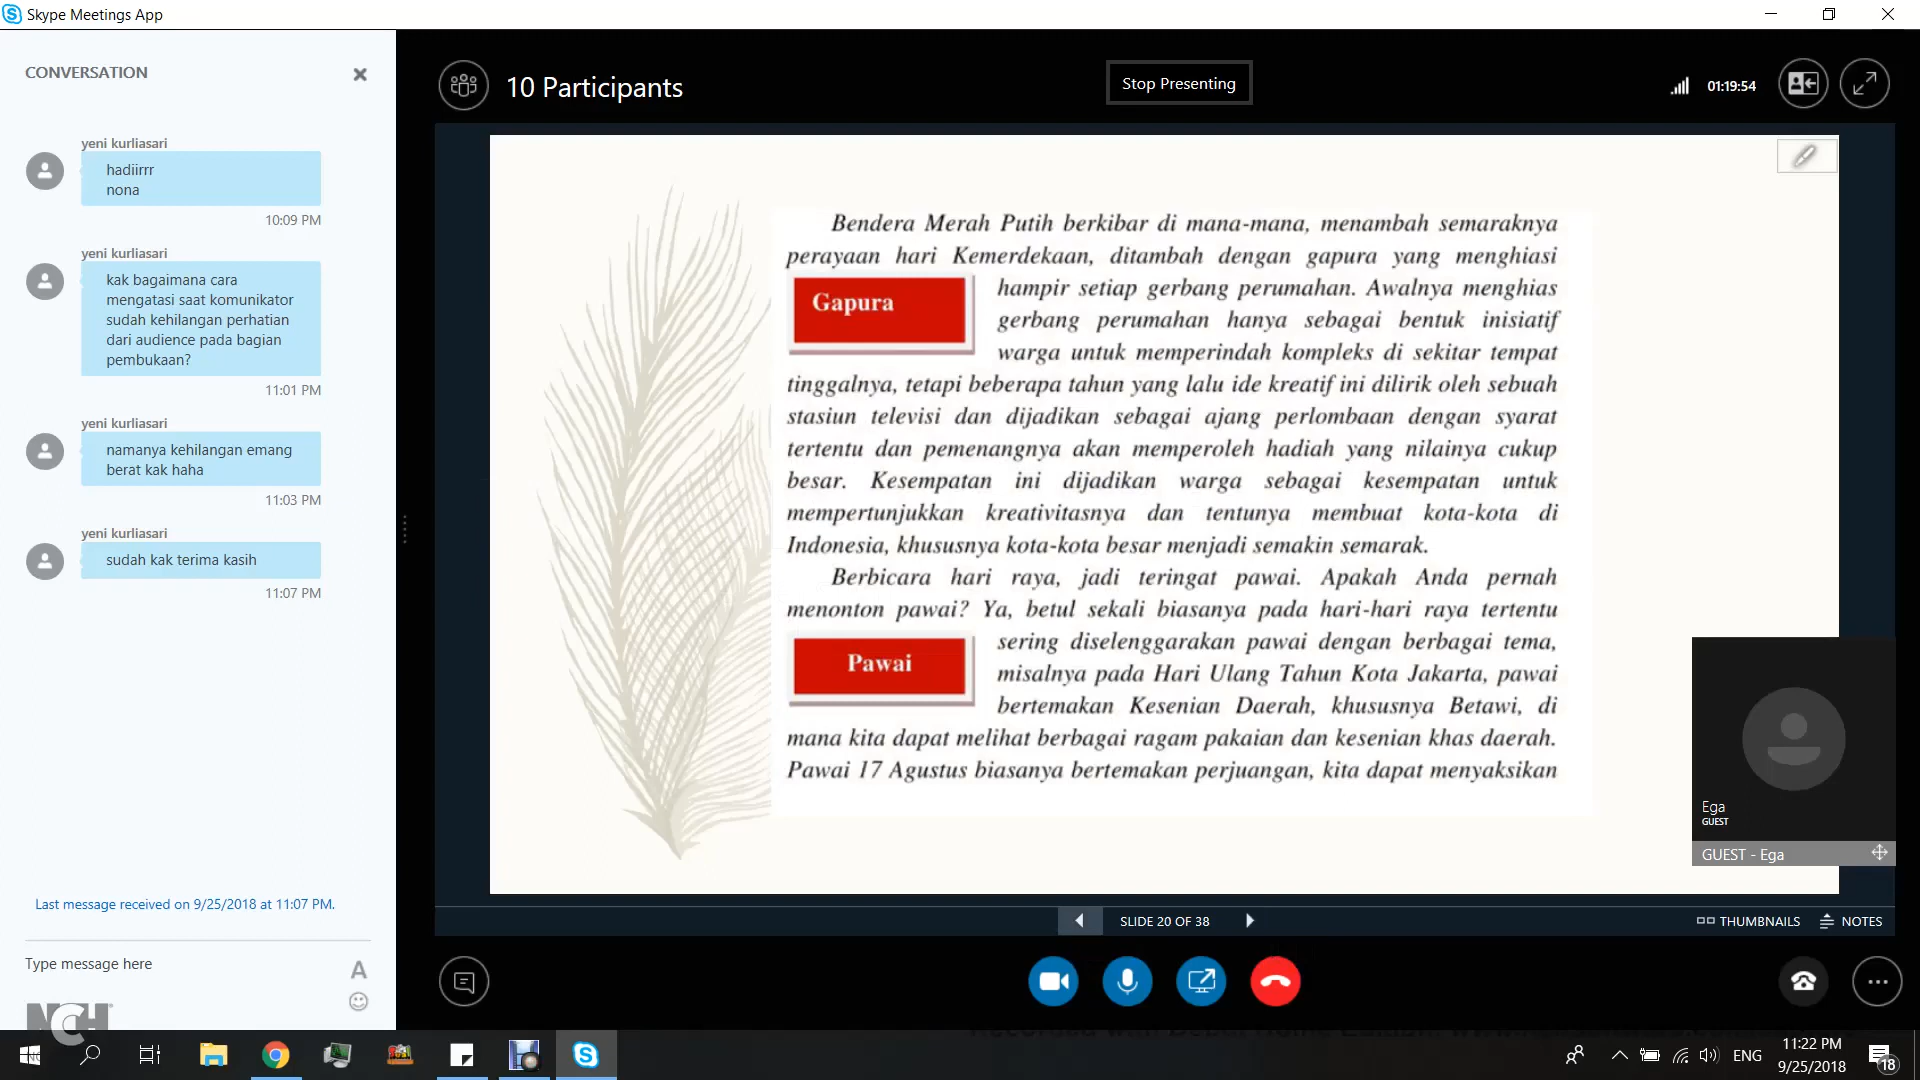 Skype Meetings App
CONVERSATION
yeni kurliasari
hadiirrr
nona
10:09 PM
yeni kurliasari
kak bagaimana cara
mengatasi saat komunikator
sudah kehilangan perhatian
dari audience pada bagian
pembukaan?
11:01 PM
yeni kurliasari
namanya kehilangan emang
berat kak haha
11:03 PM
yeni kurliasari
sudah kak terima kasih
11:07 PM
Last message received on 9/25/2018 at 11:07 PM.
Type message here
A
NCH
10 Participants
Stop Presenting
01:19:54
Bendera Merah Putih berkibar di mana-mana, menambah semaraknya
perayaan hari Kemerdekaan, ditambah dengan gapura yang menghiasi
Gapura
hampir setiap gerbang perumahan. Awalnya menghias
gerbang perumahan hanya sebagai bentuk inisiatif
warga untuk memperindah kompleks di sekitar tempat
tinggalnya, tetapi beberapa tahun yang lalu ide kreatif ini dilirik oleh sebuah
stasiun televisi dan dijadikan sebagai ajang perlombaan dengan syarat
tertentu dan pemenangnya akan memperoleh hadiah yang nilainya cukup
besar. Kesempatan ini dijadikan warga sebagai kesempatan untuk
mempertunjukkan kreativitasnya dan tentunya membuat kota-kota di
Indonesia, khususnya kota-kota besar menjadi semakin semarak.
Berbicara hari raya, jadi teringat pawai. Apakah Anda pernah
menonton pawai? Ya, betul sekali biasanya pada hari-hari raya tertentu
Pawai
sering diselenggarakan pawai dengan berbagai tema,
misalnya pada Hari Ulang Tahun Kota Jakarta, pawai
bertemakan Kesenian Daerah, khususnya Betawi, di
mana kita dapat melihat berbagai ragam pakaian dan kesenian khas daerah.
Pawai 17 Agustus biasanya bertemakan perjuangan, kita dapat menyaksikan
Ega
GUEST
GUEST - Ega
SLIDE 20 OF 38
THUMBNAILS
NOTES
ENG
11:22 PM
9/25/2018
18